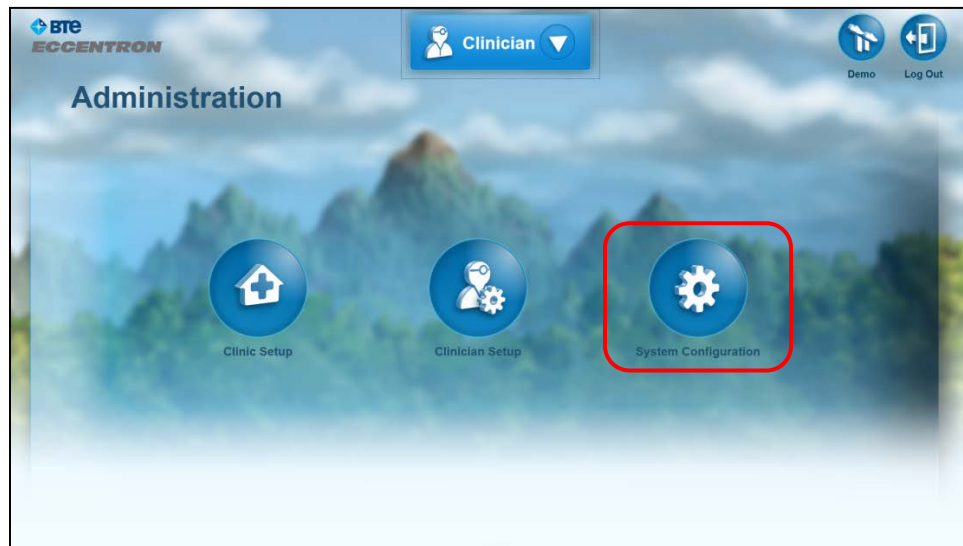 BTE
ECCENTRON
Clinician
Demo
Log Out
Administration
Clinic Setup
Clinician Setup
System Configuration